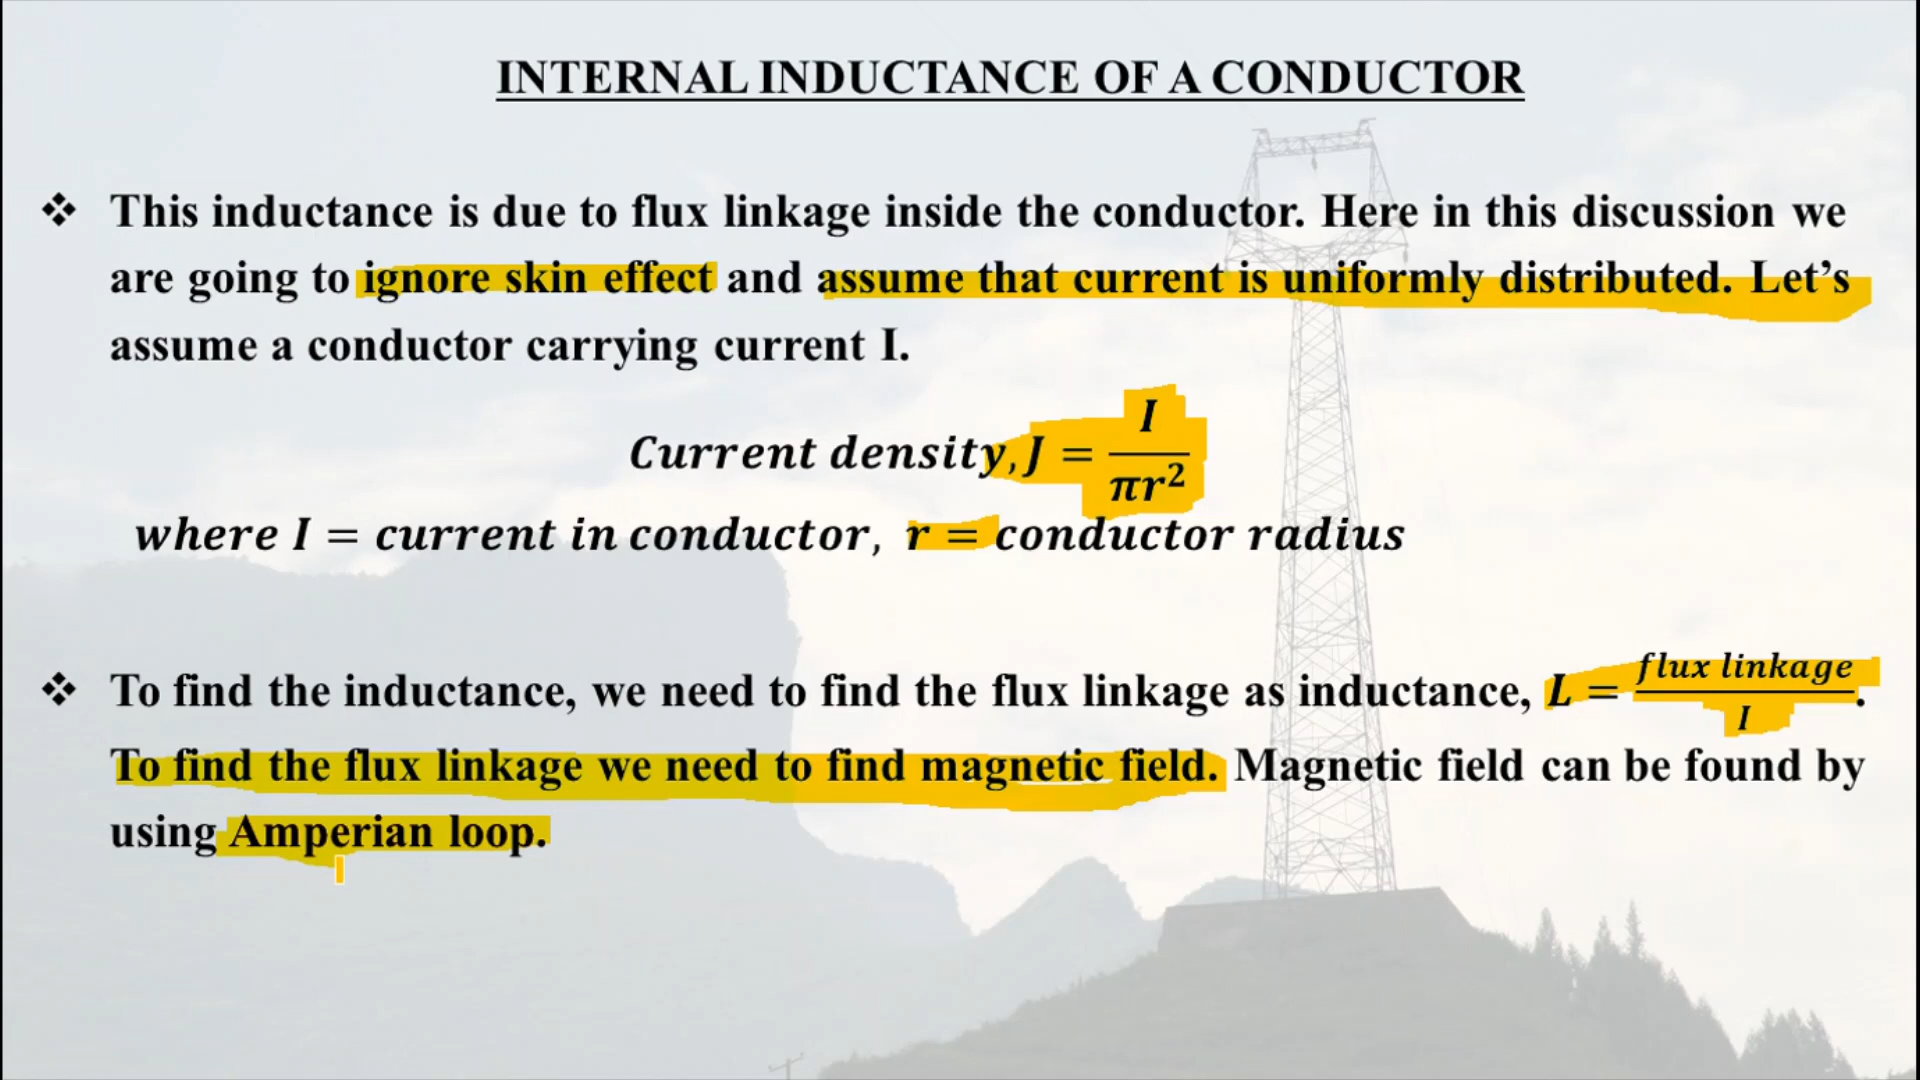 INTERNAL INDUCTANCE OF A CONDUCTOR
❖ This inductance is due to flux linkage inside the conductor. Here in this discussion we
are going to ignore skin effect and assume that current is uniformly distributed. Let’s
assume a conductor carrying current I.
Current density, J = I / πr²
where I = current in conductor, r = conductor radius
❖ To find the inductance, we need to find the flux linkage as inductance, L = flux linkage / I.
To find the flux linkage we need to find magnetic field. Magnetic field can be found by
using Amperian loop.